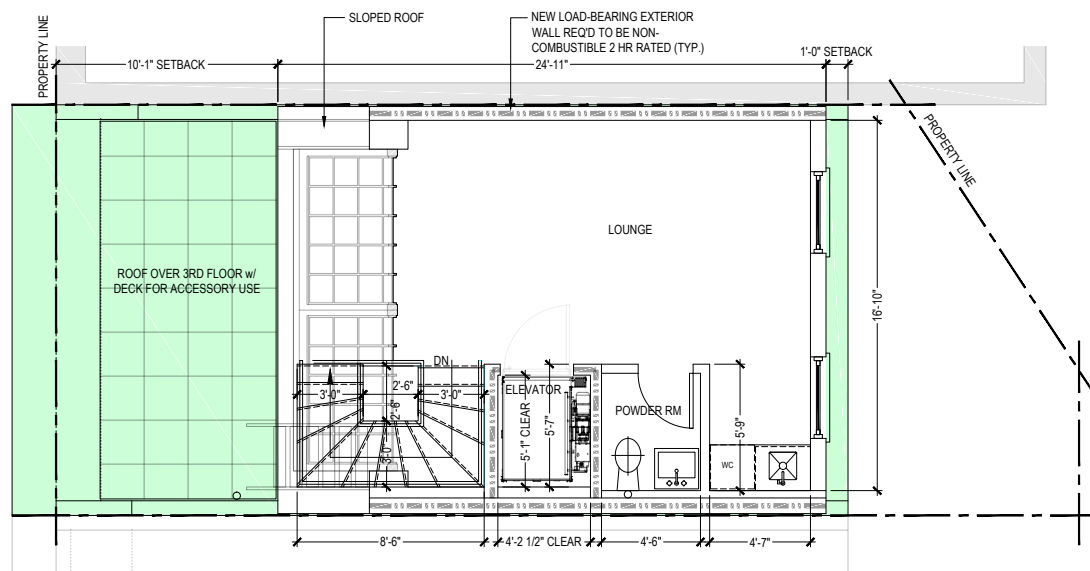 SLOPED ROOF
NEW LOAD-BEARING EXTERIOR
WALL REQ'D TO BE NON-
COMBUSTIBLE 2 HR RATED (TYP.)
PROPERTY LINE
10'-1" SETBACK
24'-11"
1'-0" SETBACK
PROPERTY LINE
LOUNGE
ROOF OVER 3RD FLOOR w/
DECK FOR ACCESSORY USE
16'-10"
DN
2'-6"
3'-0"
3'-0"
2'-6"
3'-0"
ELEVATOR
5'-1" CLEAR
5'-7"
POWDER RM
5'-9"
WC
8'-6"
4'-2 1/2" CLEAR
4'-6"
4'-7"